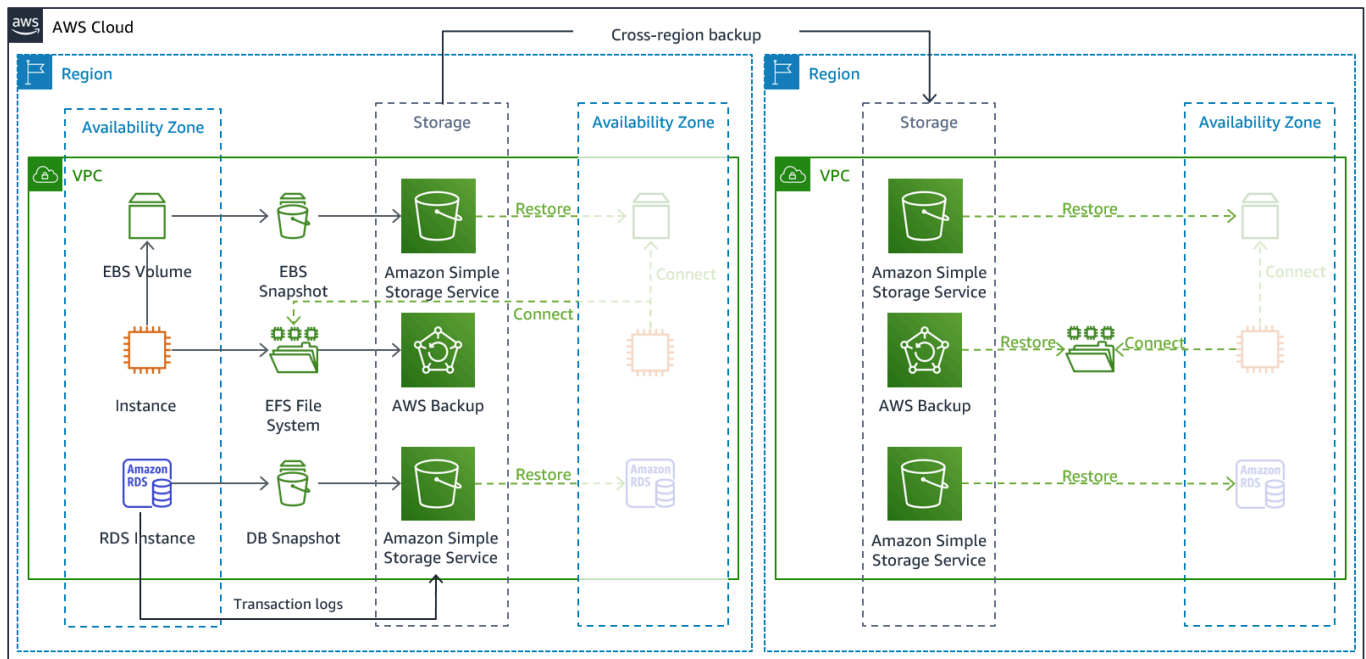 aws
AWS Cloud
Cross-region backup
Region
Region
Availability Zone
Storage
Availability Zone
Storage
Availability Zone
VPC
VPC
Restore
Restore
EBS Volume
EBS
Snapshot
Amazon Simple
Storage Service
Connect
Amazon Simple
Storage Service
Connect
Connect
Restore
Connect
Instance
EFS File
System
AWS Backup
AWS Backup
Amazon
RDS
Restore
Amazon
RDS
Restore
Amazon
RDS
RDS Instance
DB Snapshot
Amazon Simple
Storage Service
Amazon Simple
Storage Service
Transaction logs